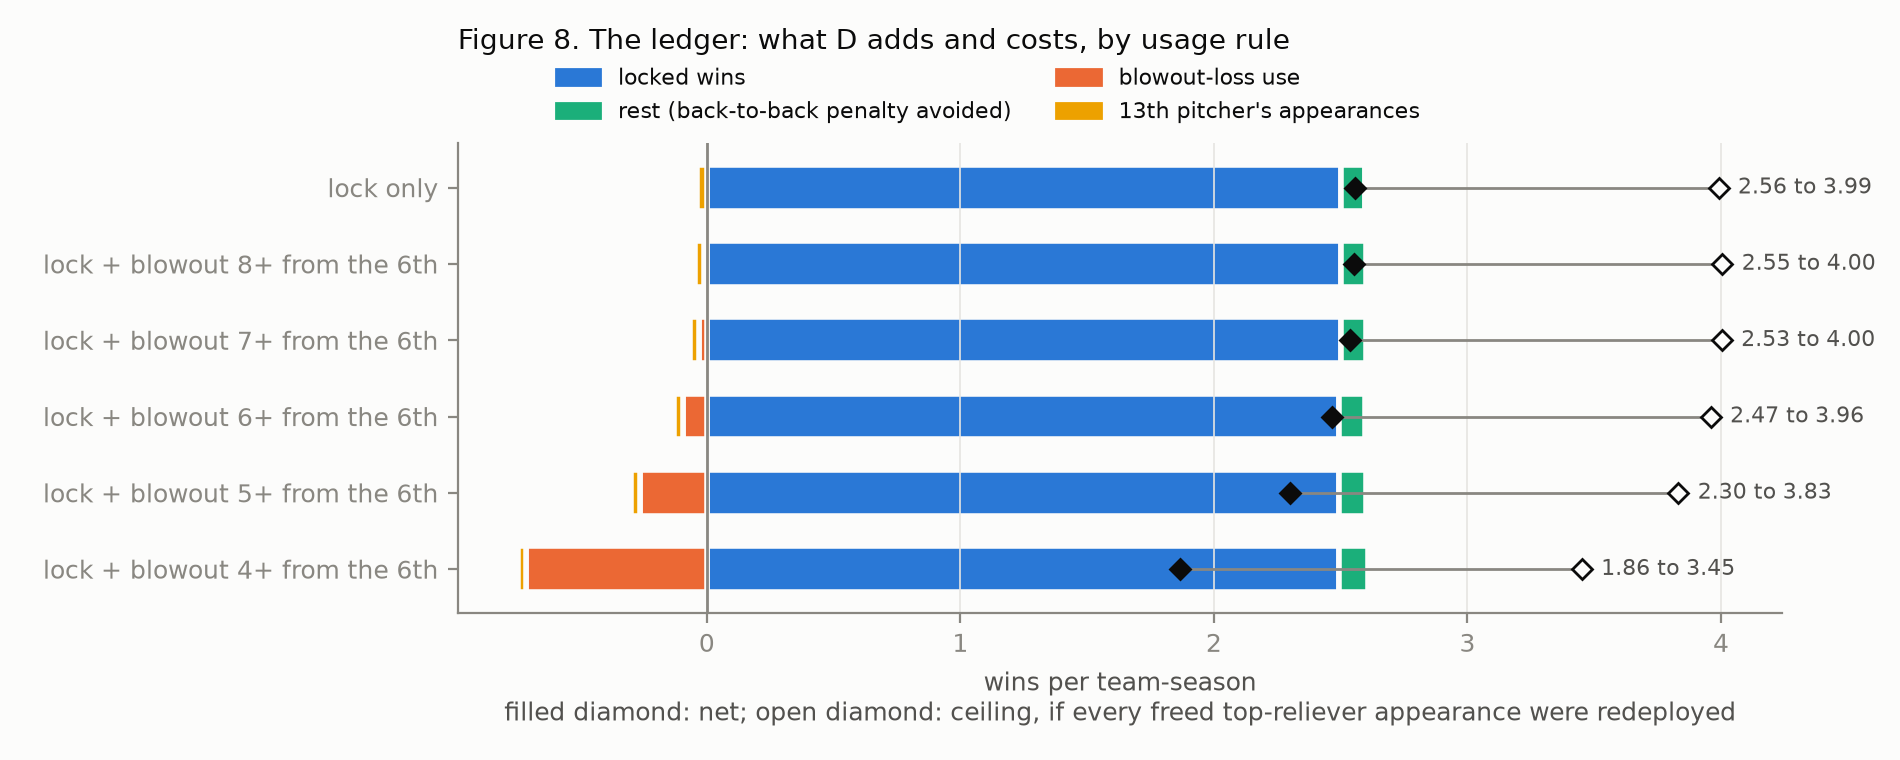 Figure 8. The ledger: what D adds and costs, by usage rule
locked wins
blowout-loss use
rest (back-to-back penalty avoided)
13th pitcher's appearances
lock only
2.56 to 3.99
lock + blowout 8+ from the 6th
2.55 to 4.00
lock + blowout 7+ from the 6th
2.53 to 4.00
lock + blowout 6+ from the 6th
2.47 to 3.96
lock + blowout 5+ from the 6th
2.30 to 3.83
lock + blowout 4+ from the 6th
1.86 to 3.45
0 1 2 3 4
wins per team-season
filled diamond: net; open diamond: ceiling, if every freed top-reliever appearance were redeployed